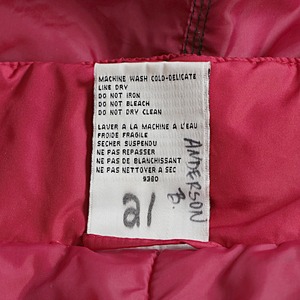 MACHINE WASH COLD-DELICATE
LINE DRY
DO NOT IRON
DO NOT BLEACH
DO NOT DRY CLEAN
LAVER A LA MACHINE A L'EAU
FROIDE FRAGILE
SECHER SUSPENDU
NE PAS REPASSER
NE PAS DE BLANCHISSANT
NE PAS NETTOYER A SEC
9380
ANDERSON
B.